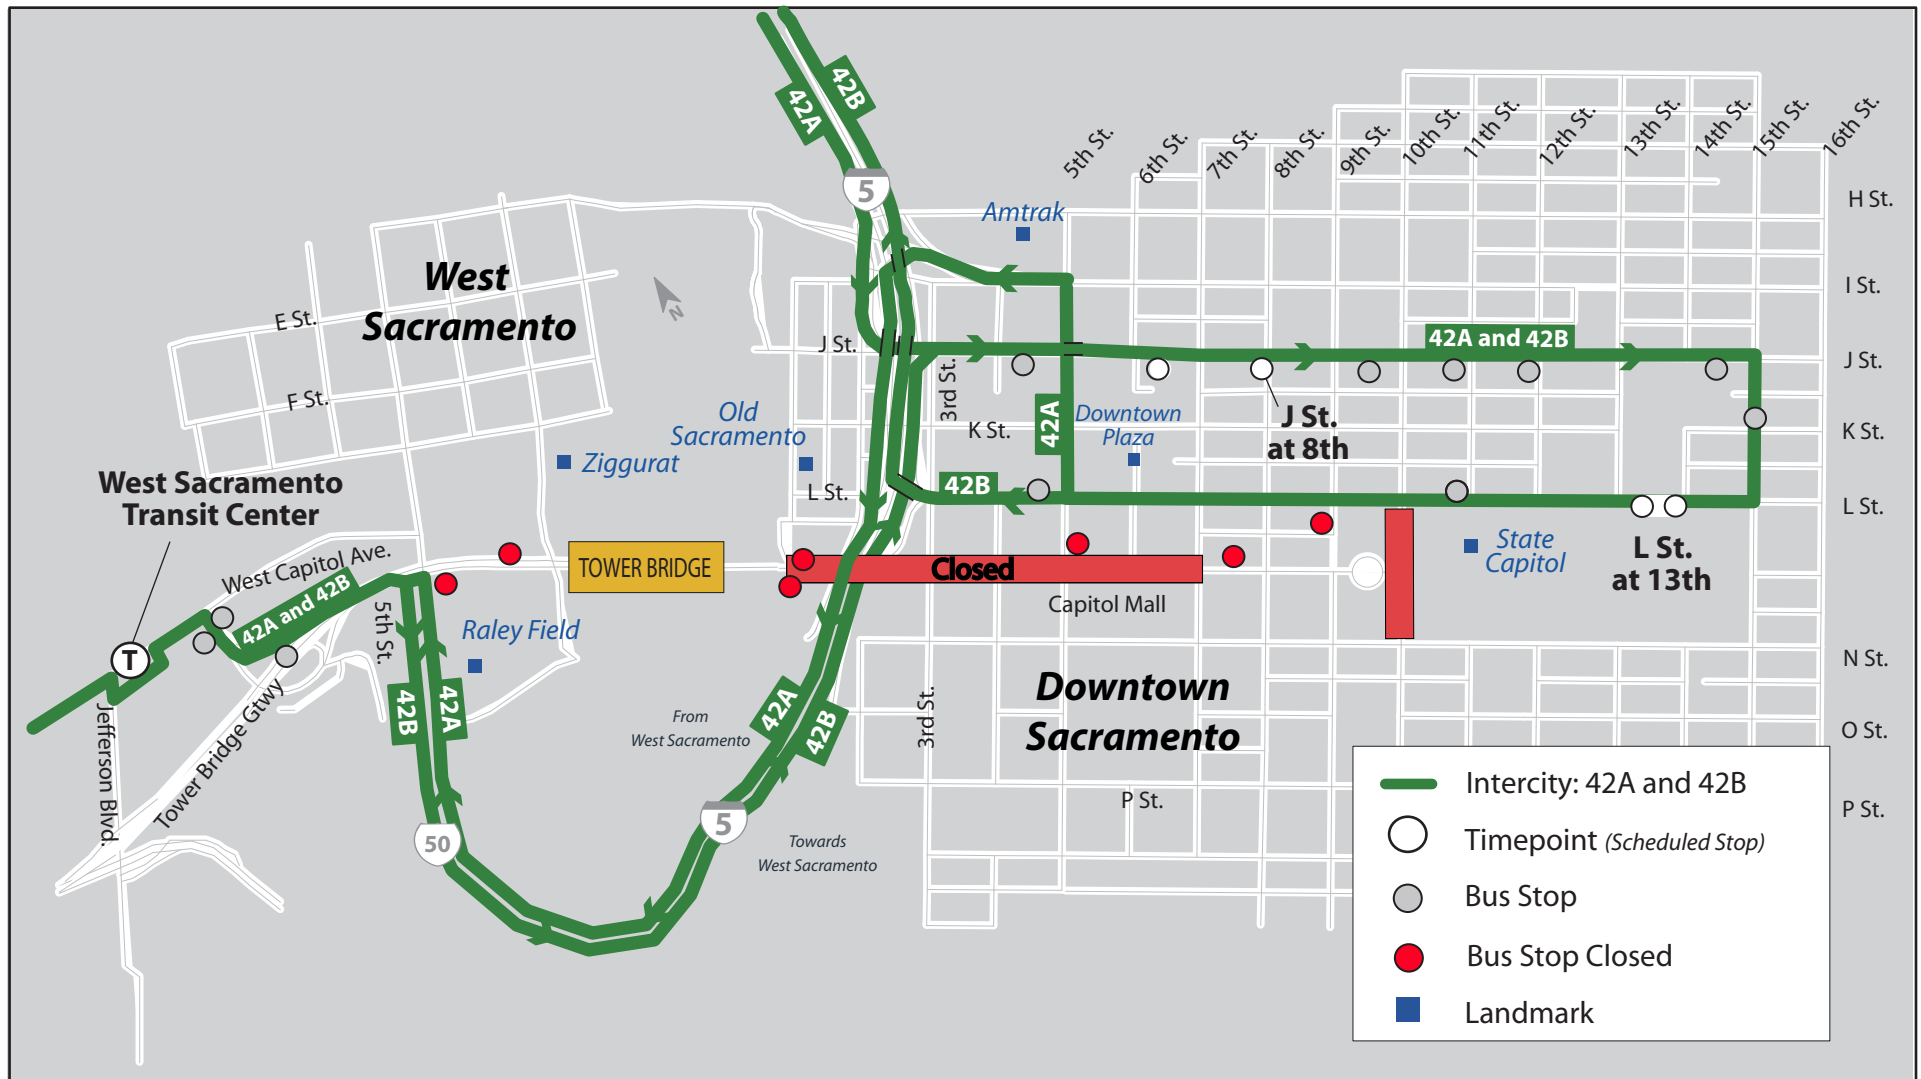 42B
42A
5
5th St.
6th St.
7th St.
8th St.
9th St.
10th St.
11th St.
12th St.
13th St.
14th St.
15th St.
16th St.
H St.
Amtrak
West
Sacramento
N
I St.
E St.
J St.
42A and 42B
J St.
F St.
3rd St.
Old
Sacramento
42A
Downtown
Plaza
J St.
at 8th
K St.
K St.
Ziggurat
West Sacramento
Transit Center
L St.
42B
L St.
State
Capitol
L St.
at 13th
West Capitol Ave.
TOWER BRIDGE
Closed
Capitol Mall
42A and 42B
5th St.
Raley Field
T
N St.
Jefferson Blvd.
Tower Bridge Gtwy
42B
42A
From
West Sacramento
42A
42B
3rd St.
Downtown
Sacramento
O St.
P St.
P St.
50
5
Towards
West Sacramento
Intercity: 42A and 42B
Timepoint (Scheduled Stop)
Bus Stop
Bus Stop Closed
Landmark